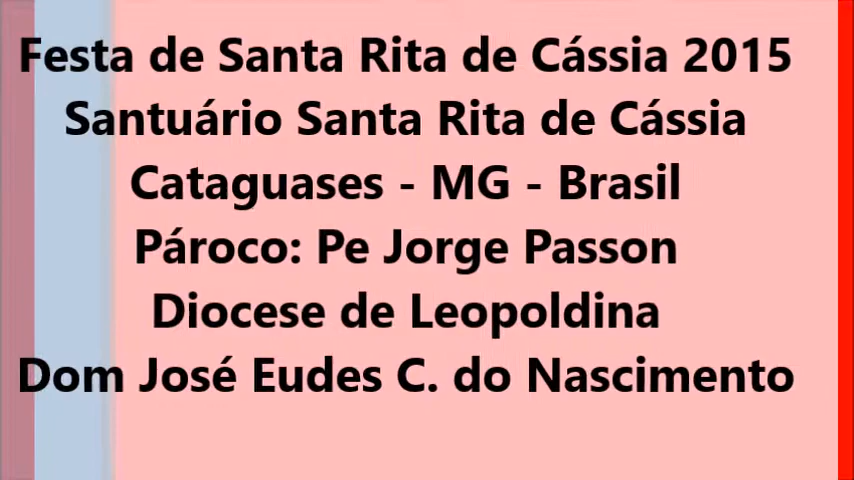 Festa de Santa Rita de Cássia 2015
Santuário Santa Rita de Cássia
Cataguases - MG - Brasil
Pároco: Pe Jorge Passon
Diocese de Leopoldina
Dom José Eudes C. do Nascimento